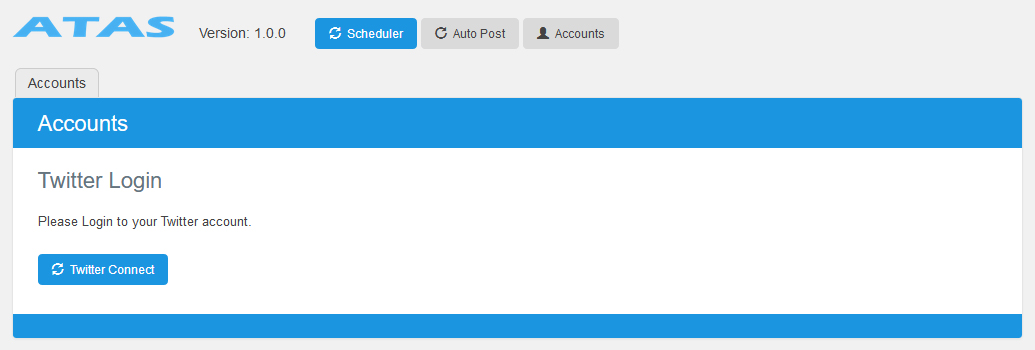 ATAS Version: 1.0.0 Scheduler Auto Post Accounts
Accounts
Accounts
Twitter Login
Please Login to your Twitter account.
Twitter Connect